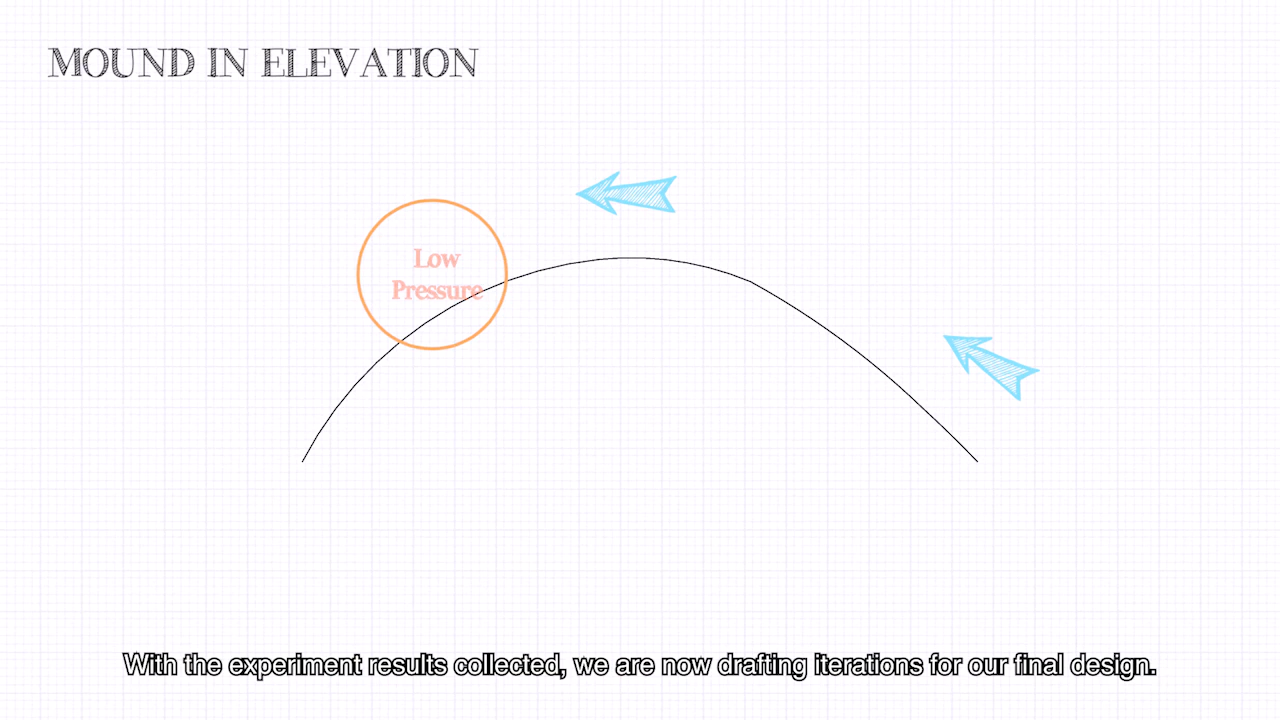 MOUND IN ELEVATION
Low
Pressure
With the experiment results collected, we are now drafting iterations for our final design.